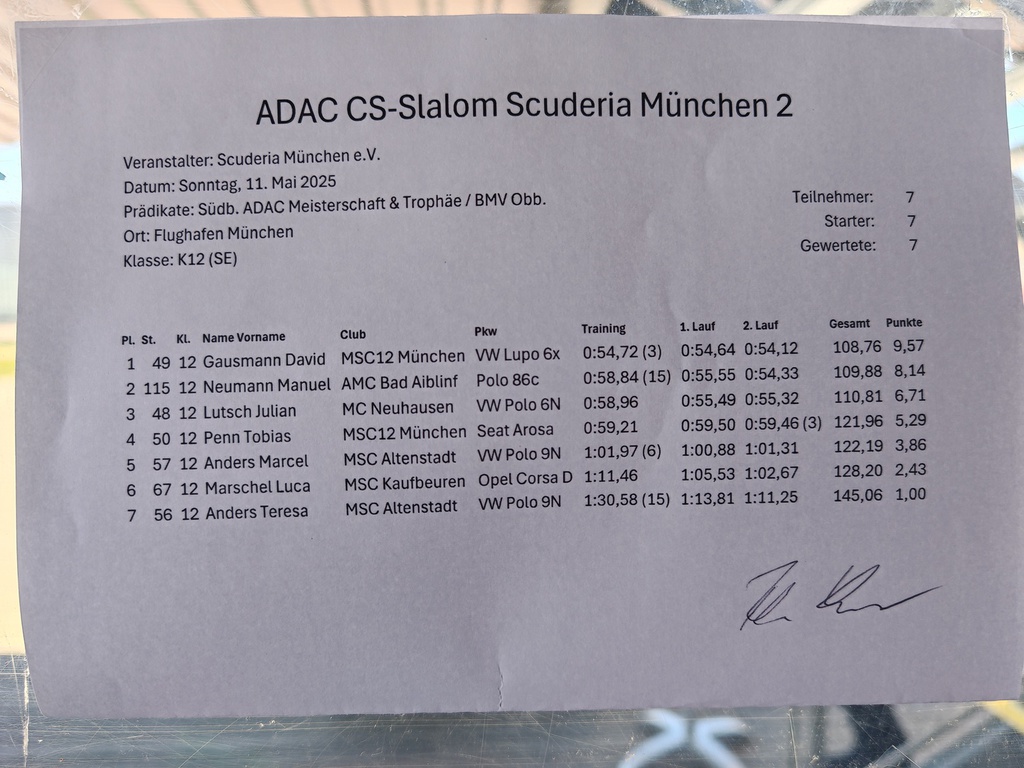 ADAC CS-Slalom Scuderia München 2
Veranstalter: Scuderia München e.V.
Datum: Sonntag, 11. Mai 2025
Prädikate: Südb. ADAC Meisterschaft & Trophäe / BMV Obb.
Ort: Flughafen München
Klasse: K12 (SE)
Teilnehmer: 7
Starter: 7
Gewertete: 7
Pl. St. Kl. Name Vorname Club Pkw Training 1. Lauf 2. Lauf Gesamt Punkte
1 49 12 Gausmann David MSC12 München VW Lupo 6x 0:54,72 (3) 0:54,64 0:54,12 108,76 9,57
2 115 12 Neumann Manuel AMC Bad Aiblinf Polo 86c 0:58,84 (15) 0:55,55 0:54,33 109,88 8,14
3 48 12 Lutsch Julian MC Neuhausen VW Polo 6N 0:58,96 0:55,49 0:55,32 110,81 6,71
4 50 12 Penn Tobias MSC12 München Seat Arosa 0:59,21 0:59,50 0:59,46 (3) 121,96 5,29
5 57 12 Anders Marcel MSC Altenstadt VW Polo 9N 1:01,97 (6) 1:00,88 1:01,31 122,19 3,86
6 67 12 Marschel Luca MSC Kaufbeuren Opel Corsa D 1:11,46 1:05,53 1:02,67 128,20 2,43
7 56 12 Anders Teresa MSC Altenstadt VW Polo 9N 1:30,58 (15) 1:13,81 1:11,25 145,06 1,00